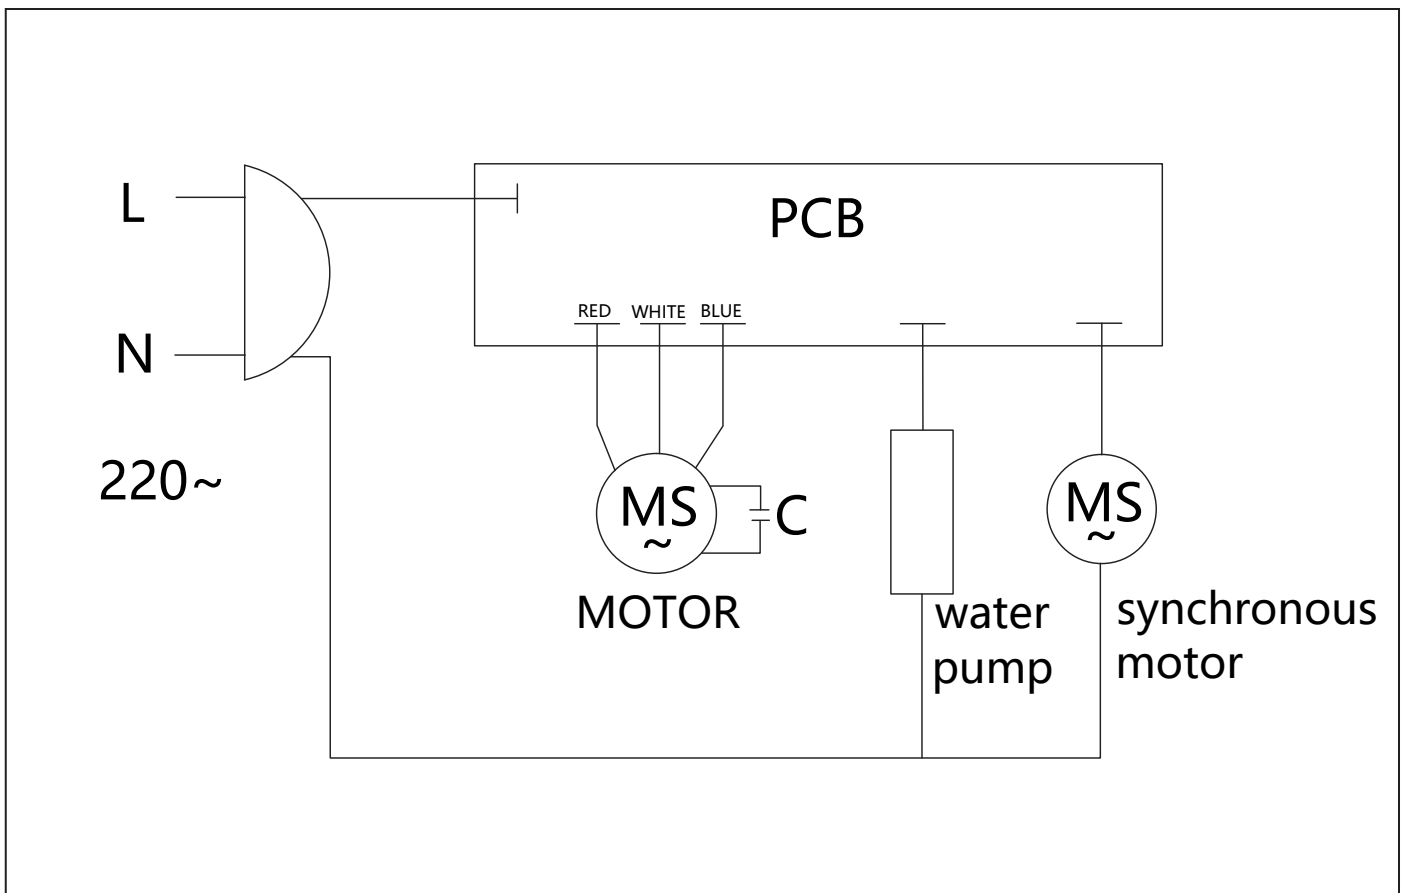 L
PCB
RED WHITE BLUE
N
220~
MS
~
C
MS
~
MOTOR
water
pump
synchronous
motor